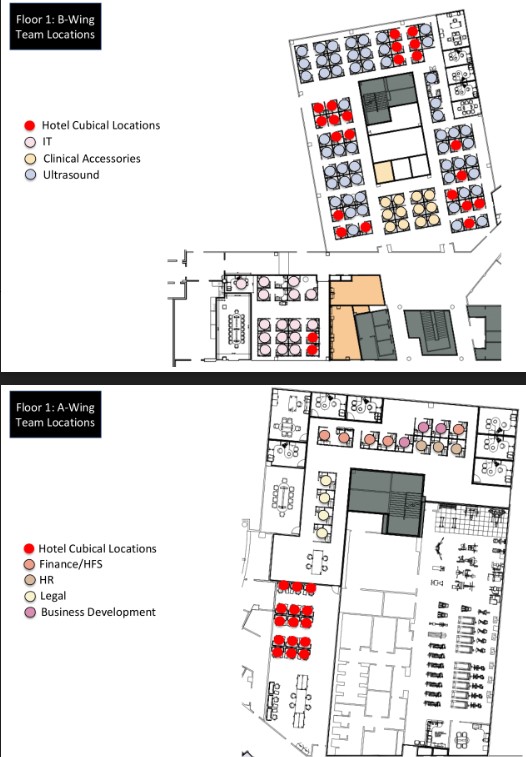 Floor 1: B-Wing
Team Locations
Hotel Cubical Locations
IT
Clinical Accessories
Ultrasound
Floor 1: A-Wing
Team Locations
Hotel Cubical Locations
Finance/HFS
HR
Legal
Business Development